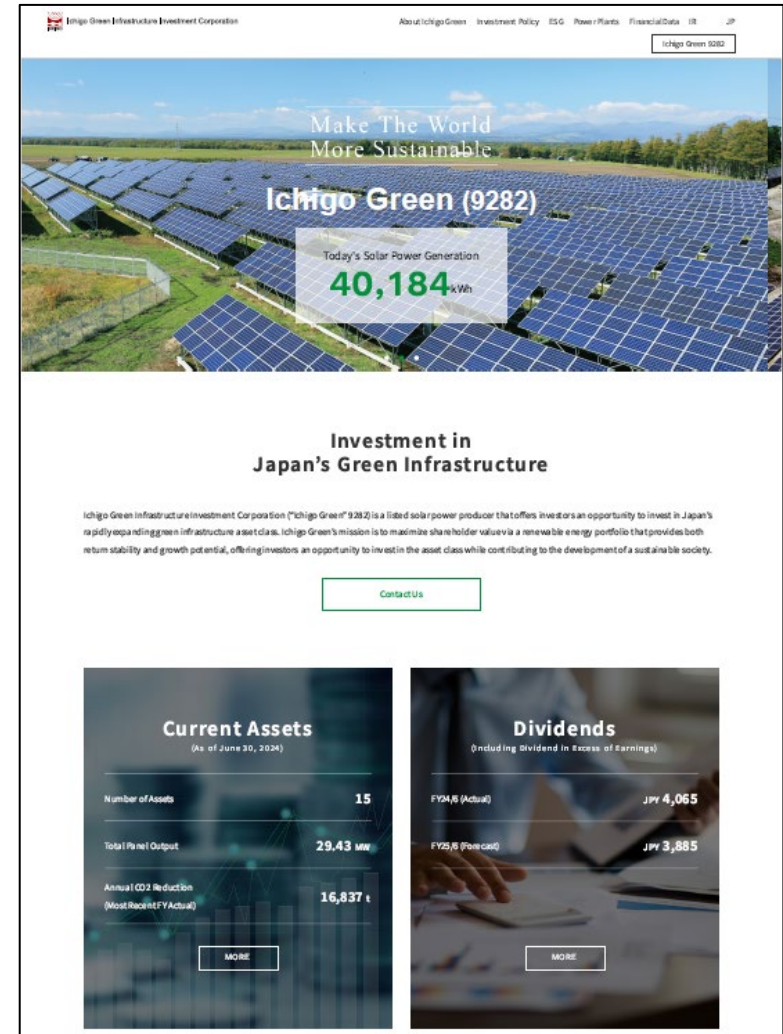 Ichigo Green Infrastructure Investment Corporation
About Ichigo Green Investment Policy ESG Power Plants Financial Data IR JP
Ichigo Green 9282
Make The World
More Sustainable
Ichigo Green (9282)
Today's Solar Power Generation
40,184 kWh
Investment in
Japan's Green Infrastructure
Ichigo Green Infrastructure Investment Corporation ("Ichigo Green" 9282) is a listed solar power producer that offers investors an opportunity to invest in Japan's
rapidly expanding green infrastructure asset class. Ichigo Green's mission is to maximize shareholder value via a renewable energy portfolio that provides both
return stability and growth potential, offering investors an opportunity to invest in the asset class while contributing to the development of a sustainable society.
Contact Us
Current Assets
(As of June 30, 2024)
Number of Assets 15
Total Panel Output 29.43 MW
Annual CO2 Reduction
(Most Recent FY Actual) 16,837 t
MORE
Dividends
(Including Dividend in Excess of Earnings)
FY24/6 (Actual) JPY 4,065
FY25/6 (Forecast) JPY 3,885
MORE